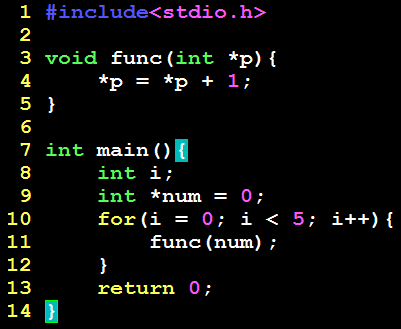 1 #include<stdio.h>
2
3 void func(int *p){
4     *p = *p + 1;
5 }
6
7 int main(){
8     int i;
9     int *num = 0;
10     for(i = 0; i < 5; i++){
11         func(num);
12     }
13     return 0;
14 }